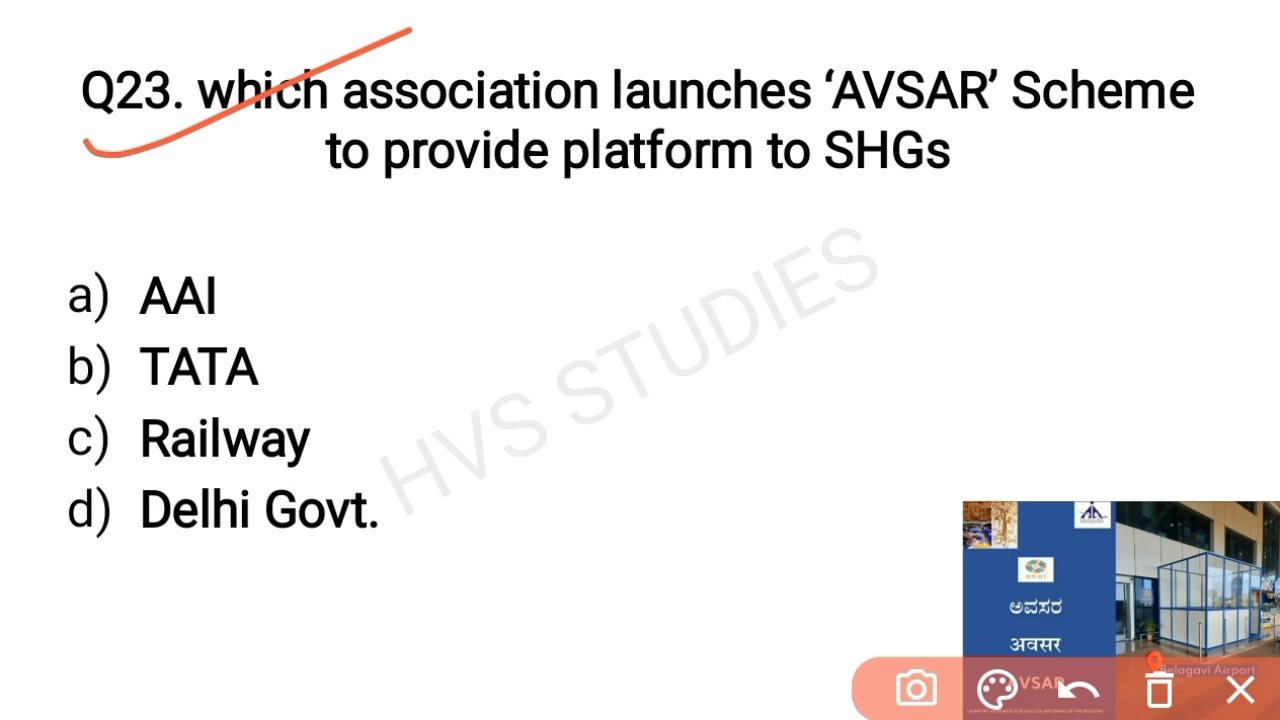 Q23. which association launches ‘AVSAR’ Scheme
to provide platform to SHGs
a) AAI
b) TATA
c) Railway
d) Delhi Govt.
HVS STUDIES
ಅವಸರ
अवसर
AVSAR
Belagavi Airport